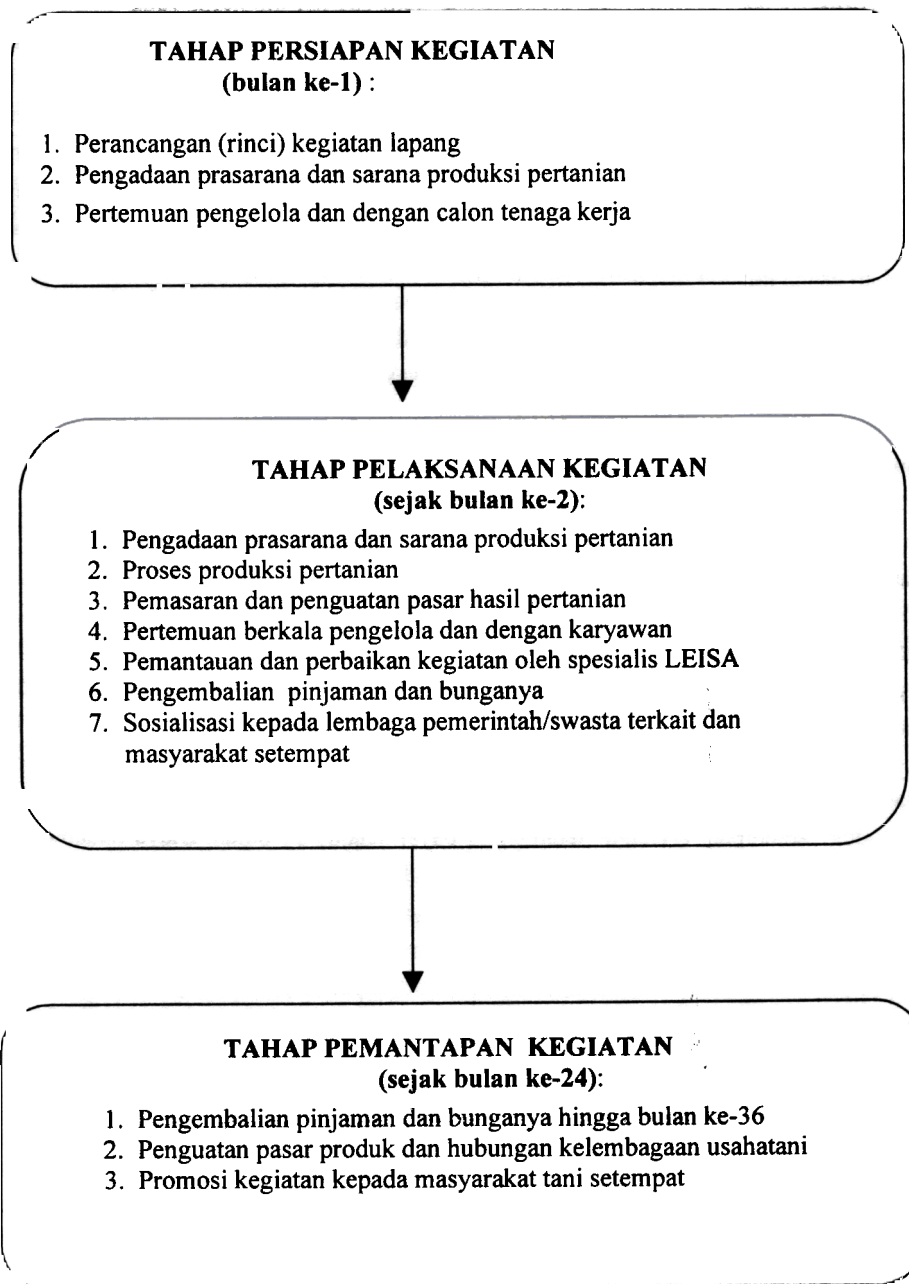 TAHAP PERSIAPAN KEGIATAN
(bulan ke-1) :
1. Perancangan (rinci) kegiatan lapang
2. Pengadaan prasarana dan sarana produksi pertanian
3. Pertemuan pengelola dan dengan calon tenaga kerja
TAHAP PELAKSANAAN KEGIATAN
(sejak bulan ke-2):
1. Pengadaan prasarana dan sarana produksi pertanian
2. Proses produksi pertanian
3. Pemasaran dan penguatan pasar hasil pertanian
4. Pertemuan berkala pengelola dan dengan karyawan
5. Pemantauan dan perbaikan kegiatan oleh spesialis LEISA
6. Pengembalian pinjaman dan bunganya
7. Sosialisasi kepada lembaga pemerintah/swasta terkait dan
masyarakat setempat
TAHAP PEMANTAPAN KEGIATAN
(sejak bulan ke-24):
1. Pengembalian pinjaman dan bunganya hingga bulan ke-36
2. Penguatan pasar produk dan hubungan kelembagaan usahatani
3. Promosi kegiatan kepada masyarakat tani setempat